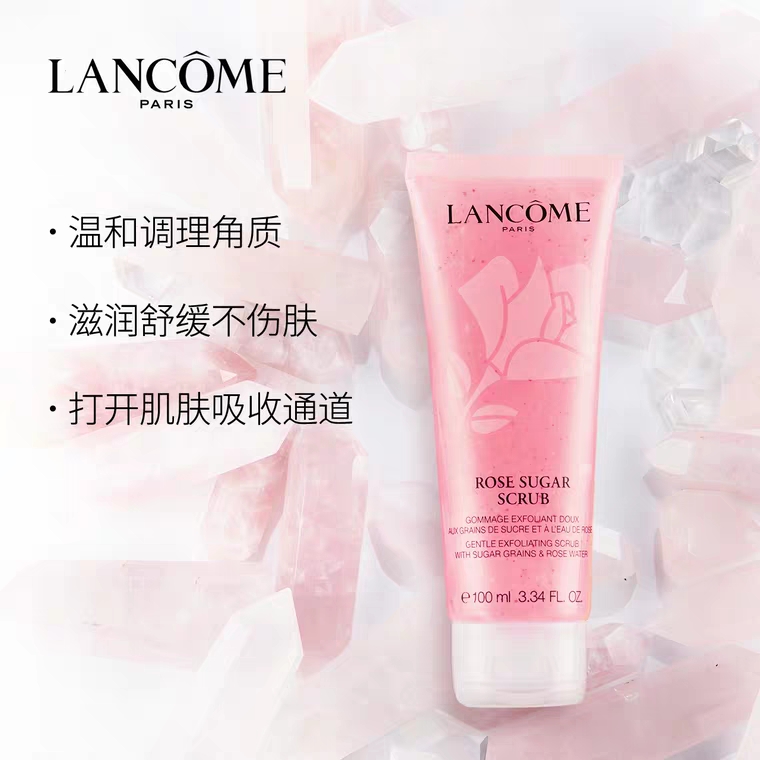 LANCÔME
PARIS
· 温和调理角质
· 滋润舒缓不伤肤
· 打开肌肤吸收通道
LANCÔME
PARIS
ROSE SUGAR
SCRUB
GOMMAGE EXFOLIANT DOUX
AUX GRAINS DE SUCRE ET À L'EAU DE ROSE
GENTLE EXFOLIATING SCRUB
WITH SUGAR GRAINS & ROSE WATER
℮ 100 ml 3.34 FL. OZ.